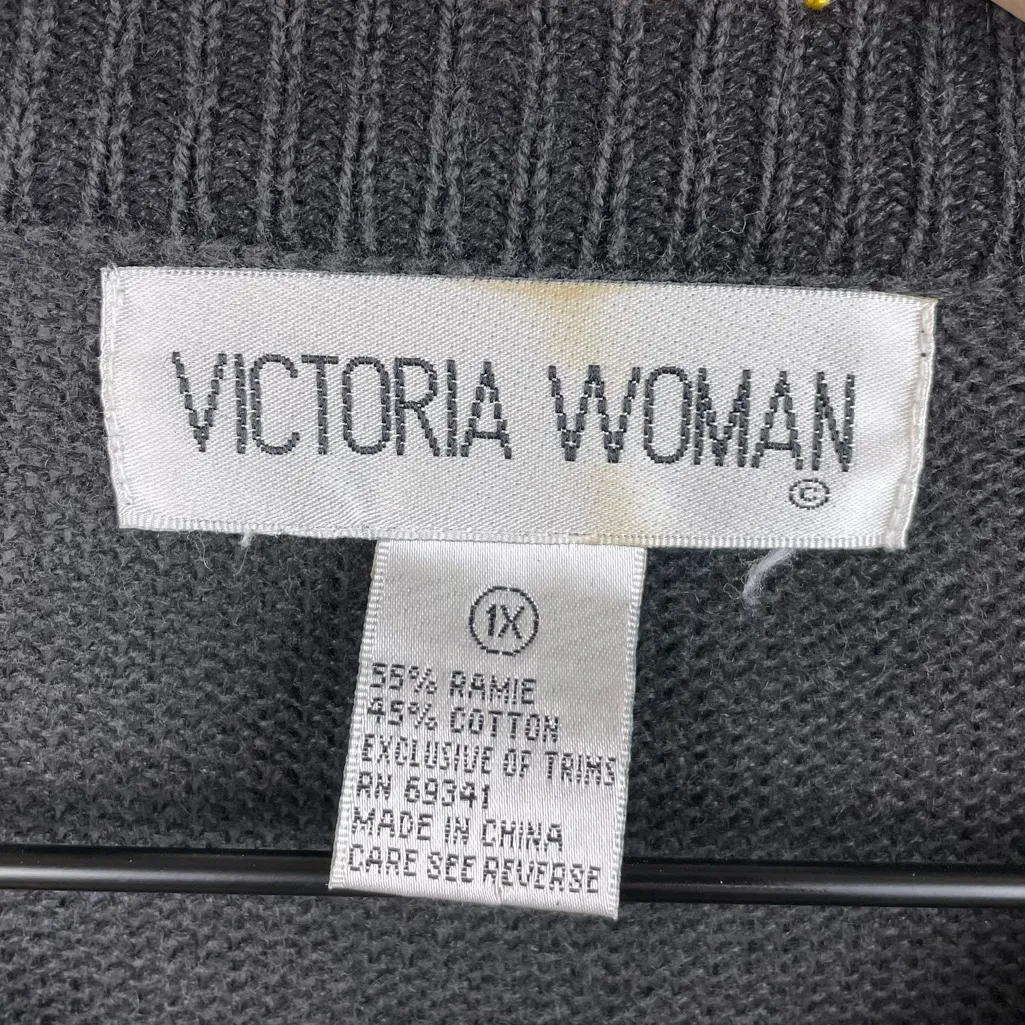 VICTORIA WOMAN
©
1X
55% RAMIE
45% COTTON
EXCLUSIVE OF TRIMS
RN 69341
MADE IN CHINA
CARE SEE REVERSE